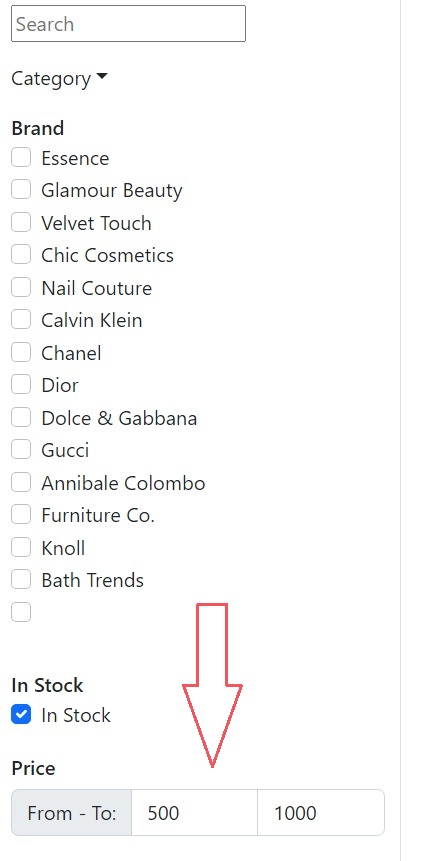 Search
Category
Brand
Essence
Glamour Beauty
Velvet Touch
Chic Cosmetics
Nail Couture
Calvin Klein
Chanel
Dior
Dolce & Gabbana
Gucci
Annibale Colombo
Furniture Co.
Knoll
Bath Trends
In Stock
In Stock
Price
From - To: 500 1000